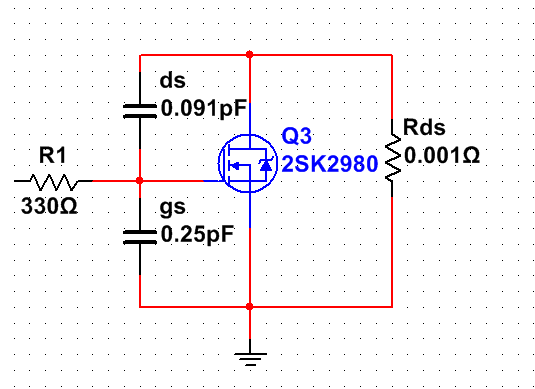 ds
0.091pF
Q3
2SK2980
Rds
0.001Ω
R1
330Ω
gs
0.25pF